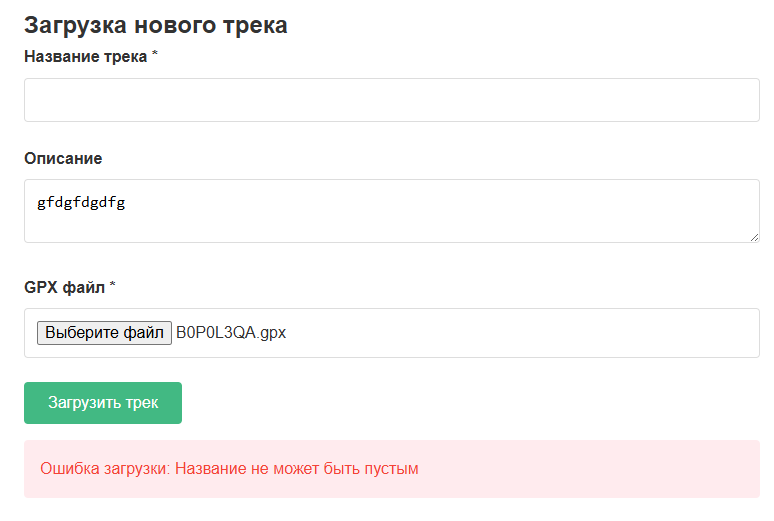 Загрузка нового трека
Название трека *
Описание
gfdgfdgdfg
GPX файл *
Выберите файл B0P0L3QA.gpx
Загрузить трек
Ошибка загрузки: Название не может быть пустым